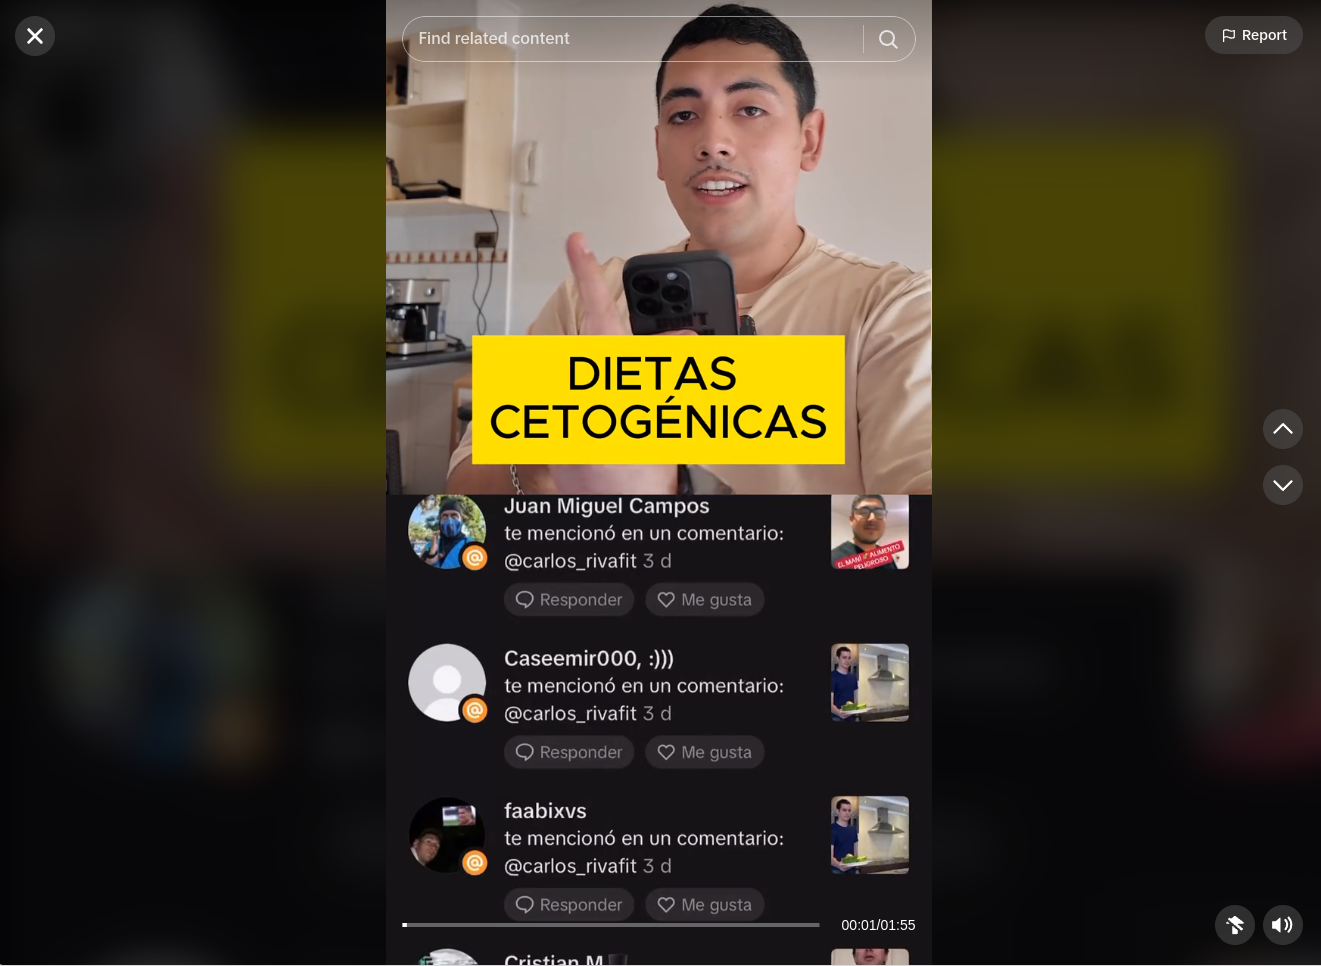 Find related content
Report
DIETAS
CETOGÉNICAS
Juan Miguel Campos
te mencionó en un comentario:
@carlos_rivafit 3 d
EL MANÍ ALIMENTO
PELIGROSO
Responder
Me gusta
Caseemir000, :)))
te mencionó en un comentario:
@carlos_rivafit 3 d
Responder
Me gusta
faabixvs
te mencionó en un comentario:
@carlos_rivafit 3 d
Responder
Me gusta
00:01/01:55
Cristian M